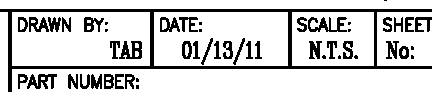 DRAWN BY: DATE: SCALE: SHEET
TAB 01/13/11 N.T.S. No:
PART NUMBER: